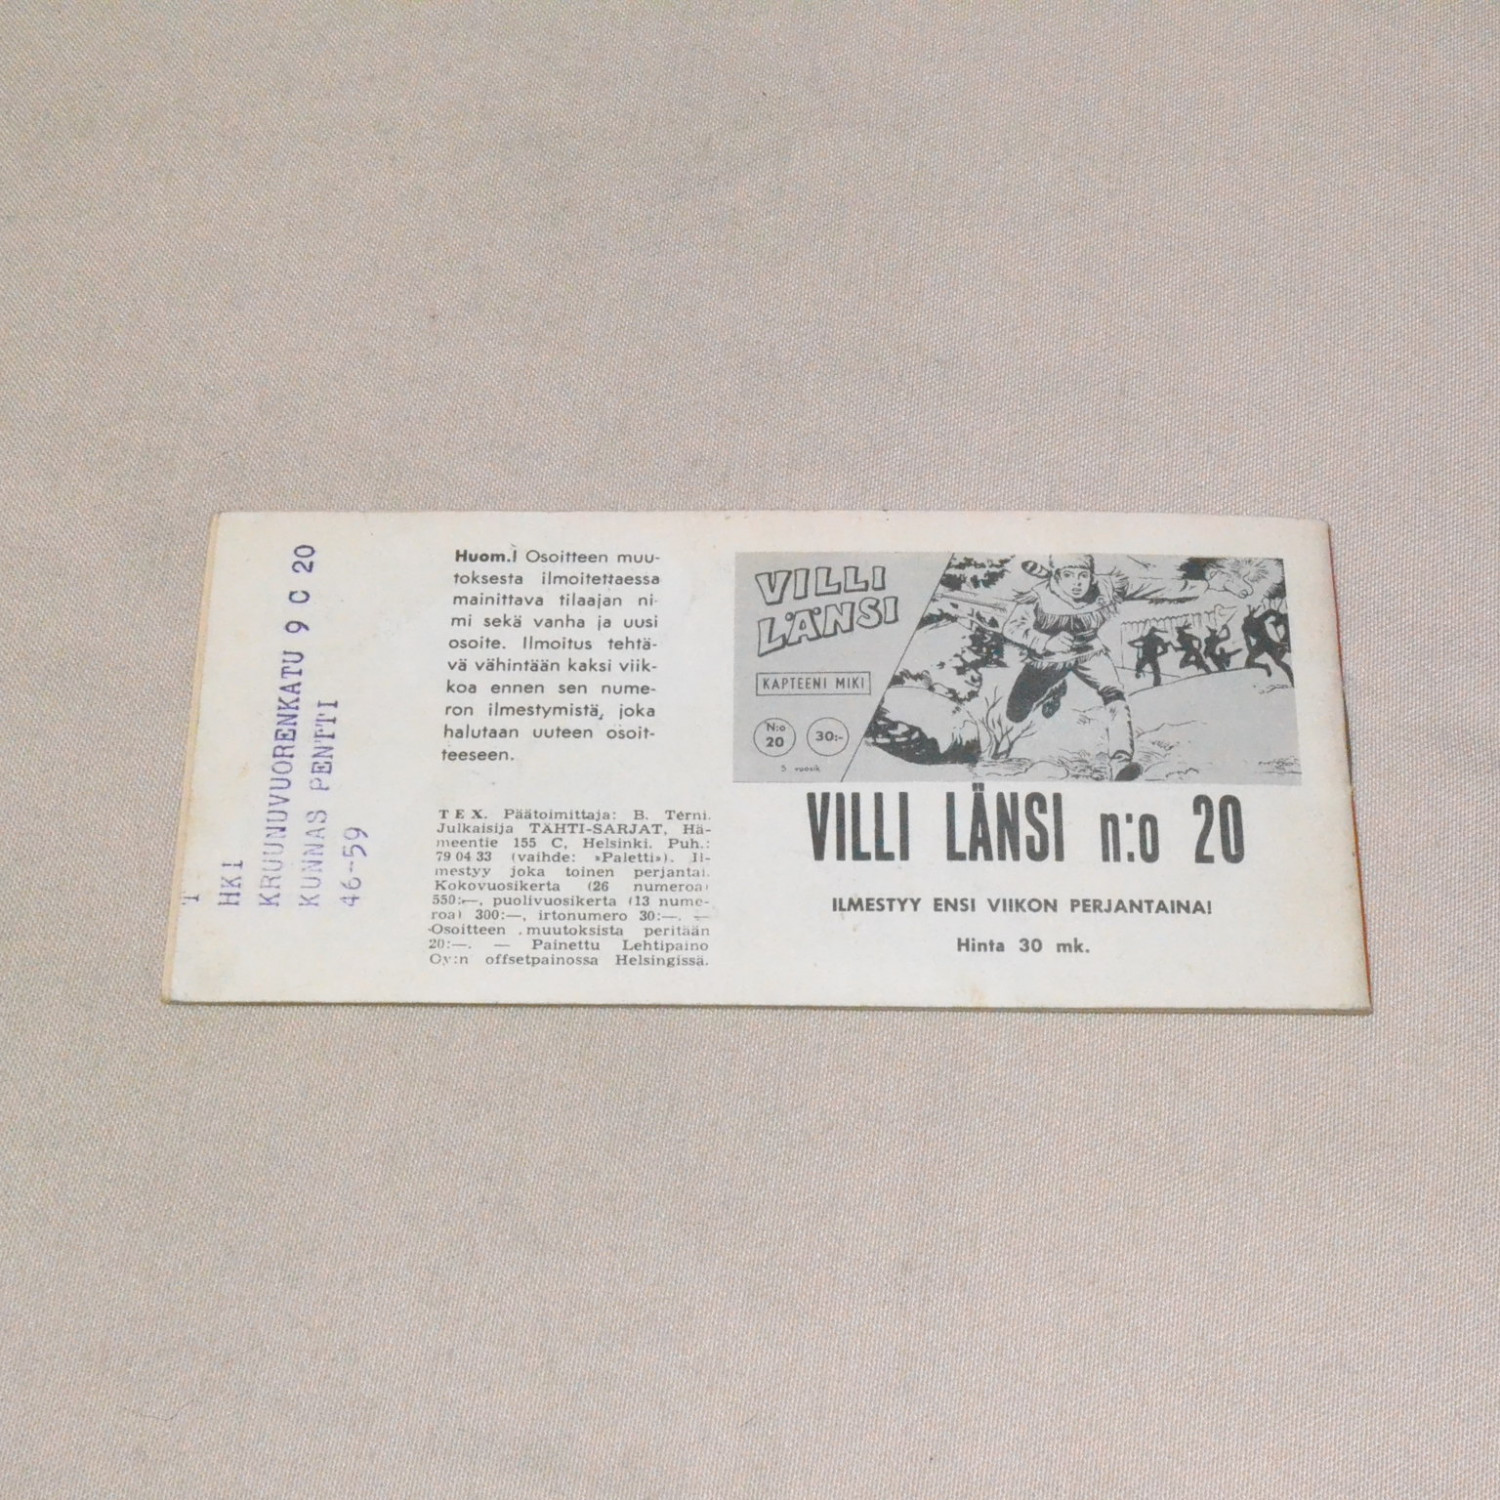 T
HKI
KRUUNUVUORENKATU 9 C 20
KUNNAS PENTTI
46-59
Huom.! Osoitteen muu-
toksesta ilmoitettaessa
mainittava tilaajan ni-
mi sekä vanha ja uusi
osoite. Ilmoitus tehtä-
vä vähintään kaksi viik-
koa ennen sen nume-
ron ilmestymistä, joka
halutaan uuteen osoit-
teeseen.
TEX. Päätoimittaja: B. Terni.
Julkaisija TÄHTI-SARJAT, Hä-
meentie 155 C, Helsinki. Puh.:
79 04 33 (vaihde: »Paletti»). Il-
mestyy joka toinen perjantai.
Kokovuosikerta (26 numeroa)
550:—, puolivuosikerta (13 nume-
roa) 300:—, irtonumero 30:—. —
Osoitteen muutoksista peritään
20:—. — Painettu Lehtipaino
Oy:n offsetpainossa Helsingissä.
VILLI
LÄNSI
KAPTEENI MIKI
N:o
20
30:-
5. vuosik.
VILLI LÄNSI n:o 20
ILMESTYY ENSI VIIKON PERJANTAINA!
Hinta 30 mk.